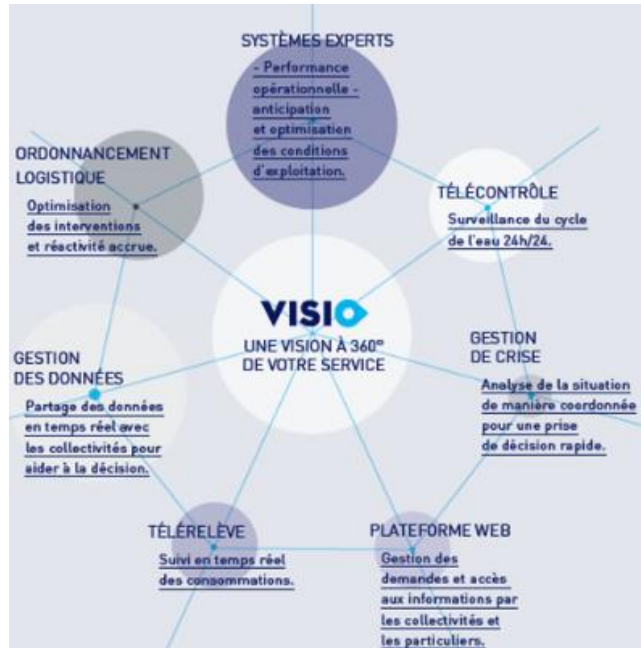 SYSTÈMES EXPERTS
- Performance
opérationnelle -
anticipation
et optimisation
des conditions
d'exploitation.
ORDONNANCEMENT
LOGISTIQUE
Optimisation
des interventions
et réactivité accrue.
TÉLÉCONTRÔLE
Surveillance du cycle
de l'eau 24h/24.
VISIO
UNE VISION À 360°
DE VOTRE SERVICE
GESTION
DE CRISE
Analyse de la situation
de manière coordonnée
pour une prise
de décision rapide.
GESTION
DES DONNÉES
Partage des données
en temps réel avec
les collectivités pour
aider à la décision.
TÉLÉRELÈVE
Suivi en temps réel
des consommations.
PLATEFORME WEB
Gestion des
demandes et accès
aux informations par
les collectivités et
les particuliers.